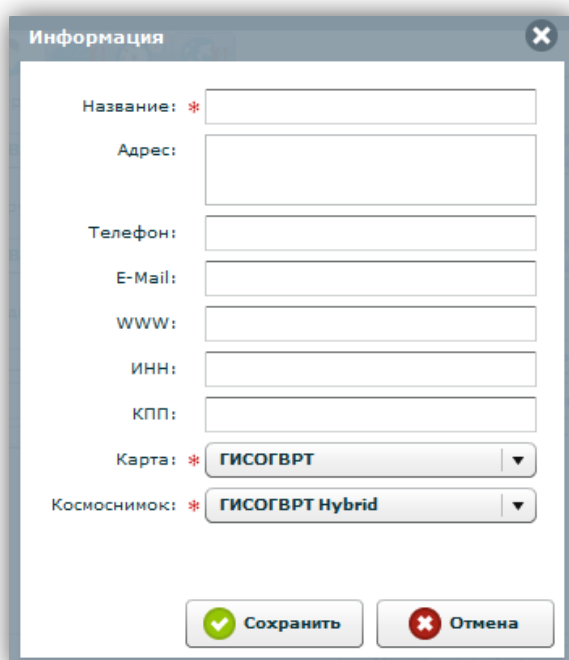 Информация
Название: *
Адрес:
Телефон:
E-Mail:
WWW:
ИНН:
КПП:
Карта: * ГИСОГВРТ
Космоснимок: * ГИСОГВРТ Hybrid
Сохранить Отмена